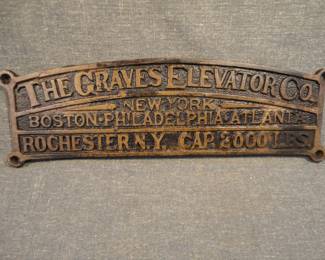 THE GRAVES ELEVATOR CO.
NEW YORK
BOSTON·PHILADELPHIA·ATLANTA
ROCHESTER N.Y. CAP. 2000 LBS.